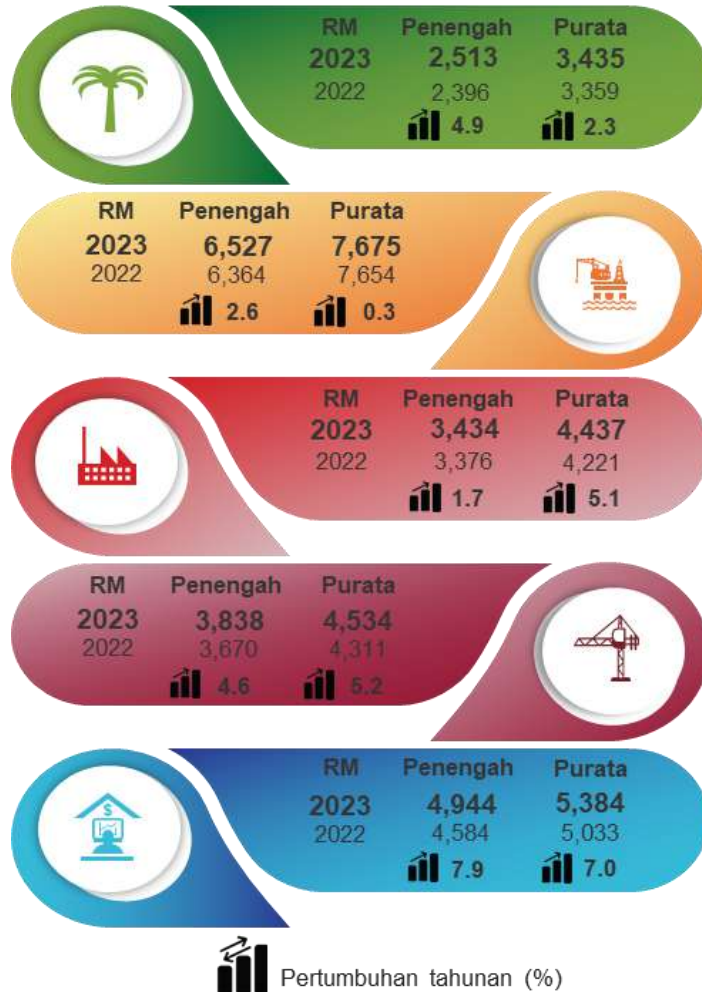 RM Penengah Purata
2023 2,513 3,435
2022 2,396 3,359
4.9 2.3
RM Penengah Purata
2023 6,527 7,675
2022 6,364 7,654
2.6 0.3
RM Penengah Purata
2023 3,434 4,437
2022 3,376 4,221
1.7 5.1
RM Penengah Purata
2023 3,838 4,534
2022 3,670 4,311
4.6 5.2
$
RM Penengah Purata
2023 4,944 5,384
2022 4,584 5,033
7.9 7.0
Pertumbuhan tahunan (%)